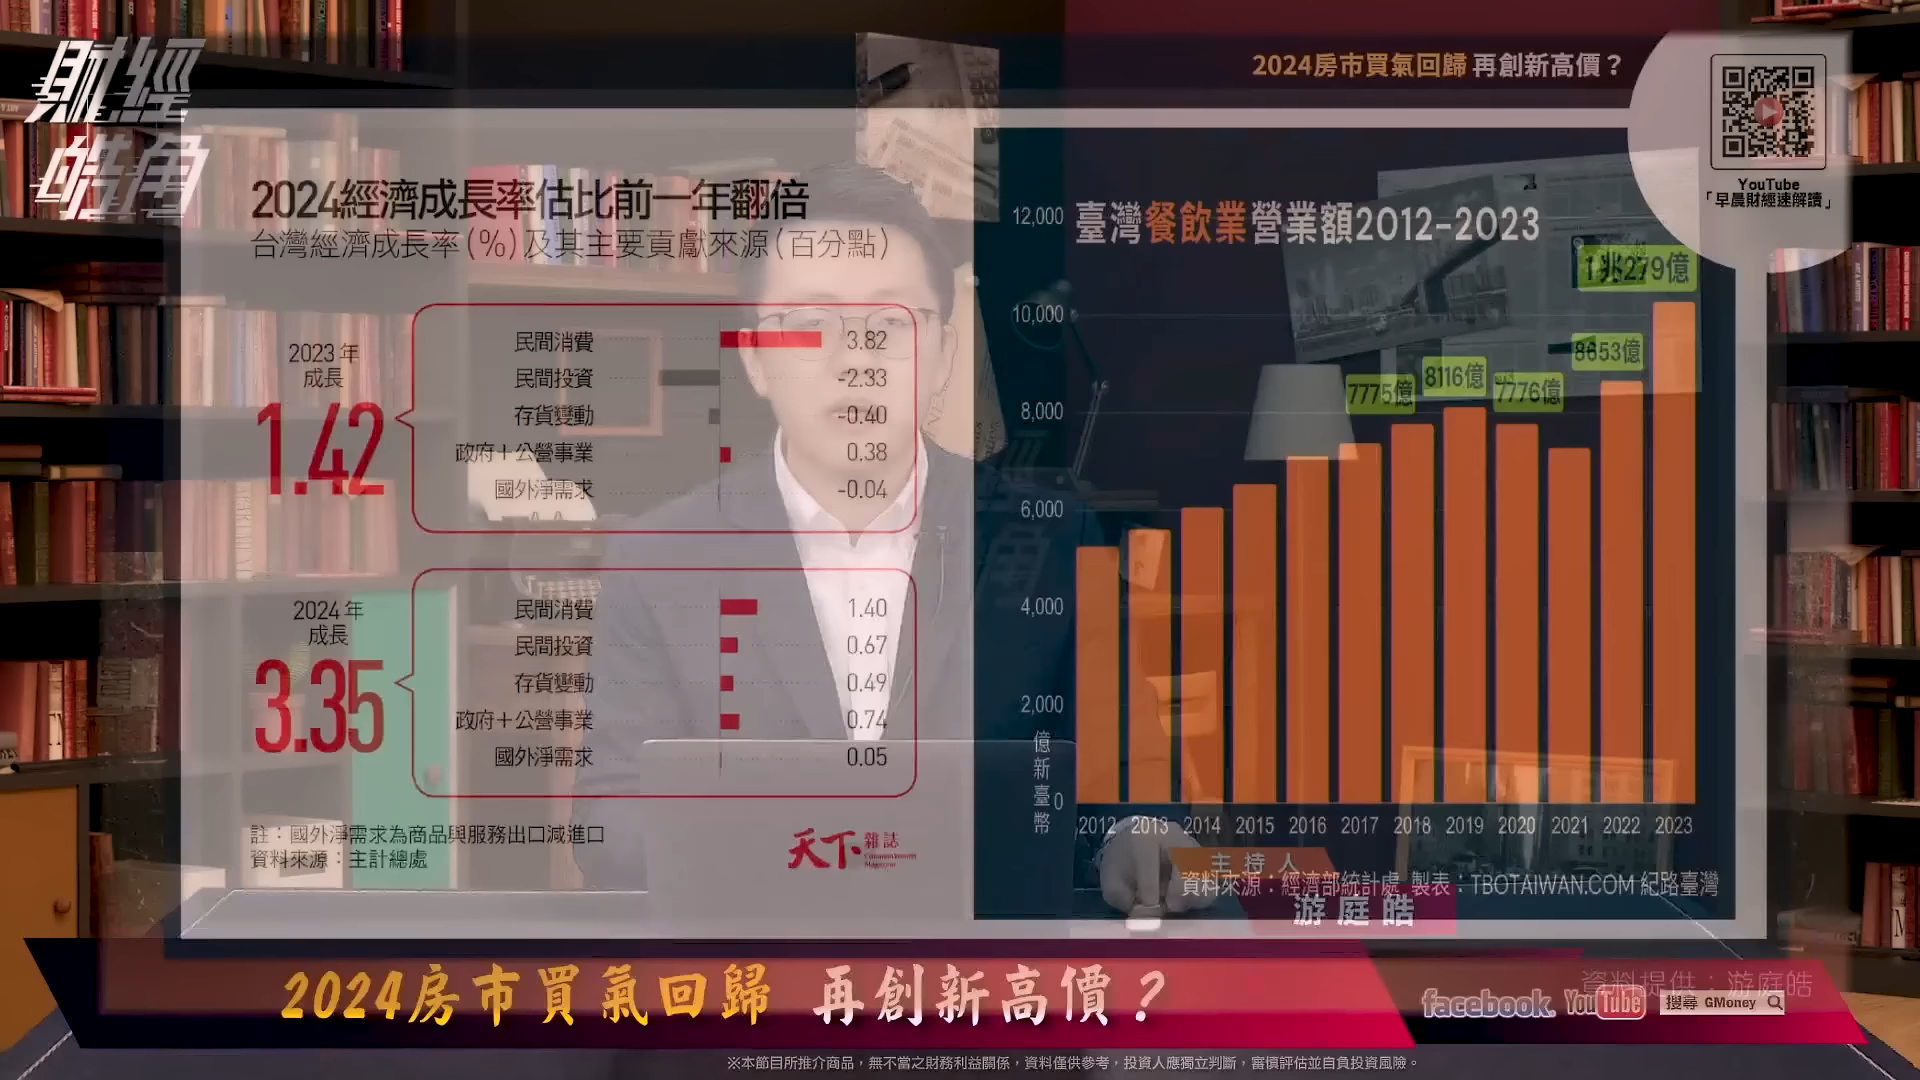 財經
皓角
2024房市買氣回歸 再創新高價？
YouTube
「早晨財經速解讀」
2024經濟成長率估比前一年翻倍
台灣經濟成長率(%)及其主要貢獻來源(百分點)
2023年
成長
1.42
民間消費 3.82
民間投資 -2.33
存貨變動 -0.40
政府＋公營事業 0.38
國外淨需求 -0.04
2024年
成長
3.35
民間消費 1.40
民間投資 0.67
存貨變動 0.49
政府＋公營事業 0.74
國外淨需求 0.05
註：國外淨需求為商品與服務出口減進口
資料來源：主計總處
天下雜誌
臺灣餐飲業營業額2012-2023
12,000
10,000
8,000
6,000
4,000
2,000
0
億新臺幣
7775億
8116億
7776億
8653億
1兆279億
2012 2013 2014 2015 2016 2017 2018 2019 2020 2021 2022 2023
主持人
資料來源：經濟部統計處 製表：TBOTAIWAN.COM 紀路臺灣
游庭皓
2024房市買氣回歸 再創新高價？
資料提供：游庭皓
facebook. YouTube 搜尋 GMoney
※本節目所推介商品，無不當之財務利益關係，資料僅供參考，投資人應獨立判斷，審慎評估並自負投資風險。